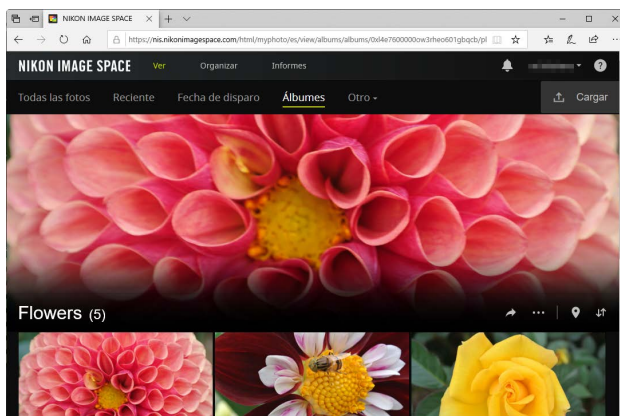 NIKON IMAGE SPACE
https://nis.nikonimagespace.com/html/myphoto/es/view/albums/albums/0xl4e7600000ow3rheo601gbqcb/pl
NIKON IMAGE SPACE Ver Organizar Informes
Todas las fotos Reciente Fecha de disparo Álbumes Otro Cargar
Flowers (5)